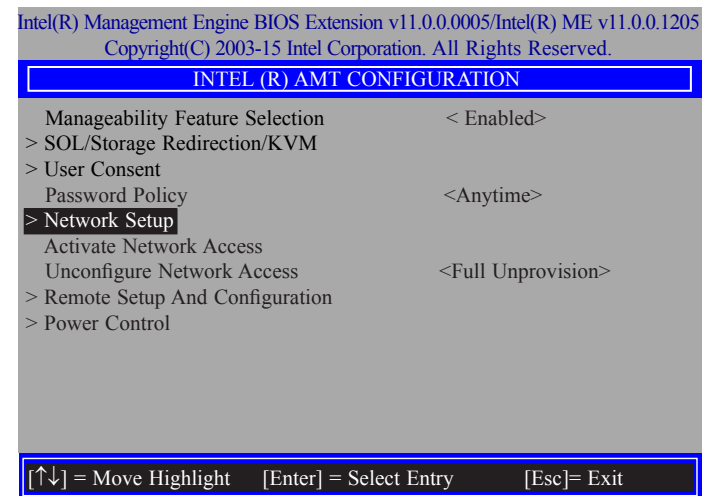 Intel(R) Management Engine BIOS Extension v11.0.0.0005/Intel(R) ME v11.0.0.1205
Copyright(C) 2003-15 Intel Corporation. All Rights Reserved.
INTEL (R) AMT CONFIGURATION
Manageability Feature Selection < Enabled>
> SOL/Storage Redirection/KVM
> User Consent
Password Policy <Anytime>
> Network Setup
Activate Network Access
Unconfigure Network Access <Full Unprovision>
> Remote Setup And Configuration
> Power Control
[↑↓] = Move Highlight [Enter] = Select Entry [Esc]= Exit